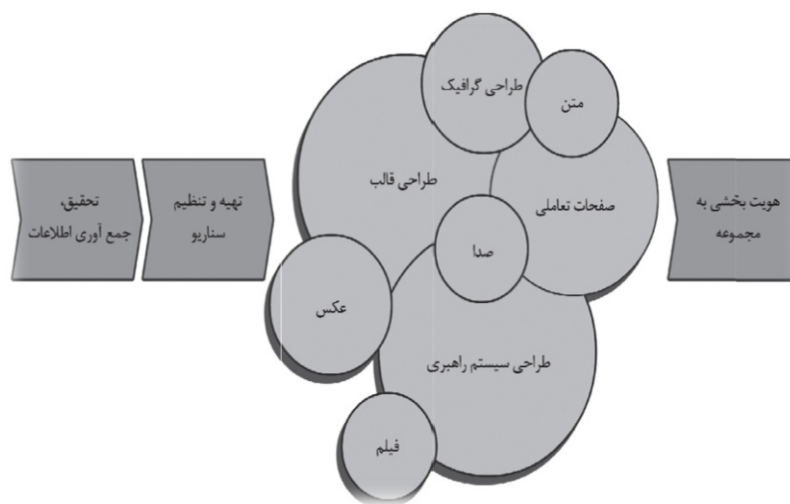 تحقیق،
جمع آوری اطلاعات
تهیه و تنظیم
سناریو
طراحی گرافیک
متن
طراحی قالب
صفحات تعاملی
صدا
عکس
طراحی سیستم راهبری
فیلم
هویت بخشی به
مجموعه